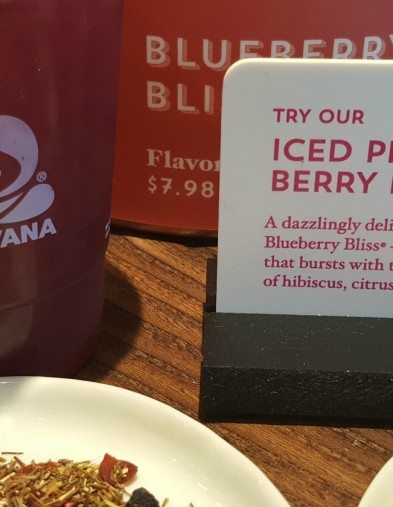 BLUEBERRY
BLI
Flavor
$7.98
VANA
®
TRY OUR
ICED P
BERRY
A dazzlingly deli
Blueberry Bliss® -
that bursts with t
of hibiscus, citrus